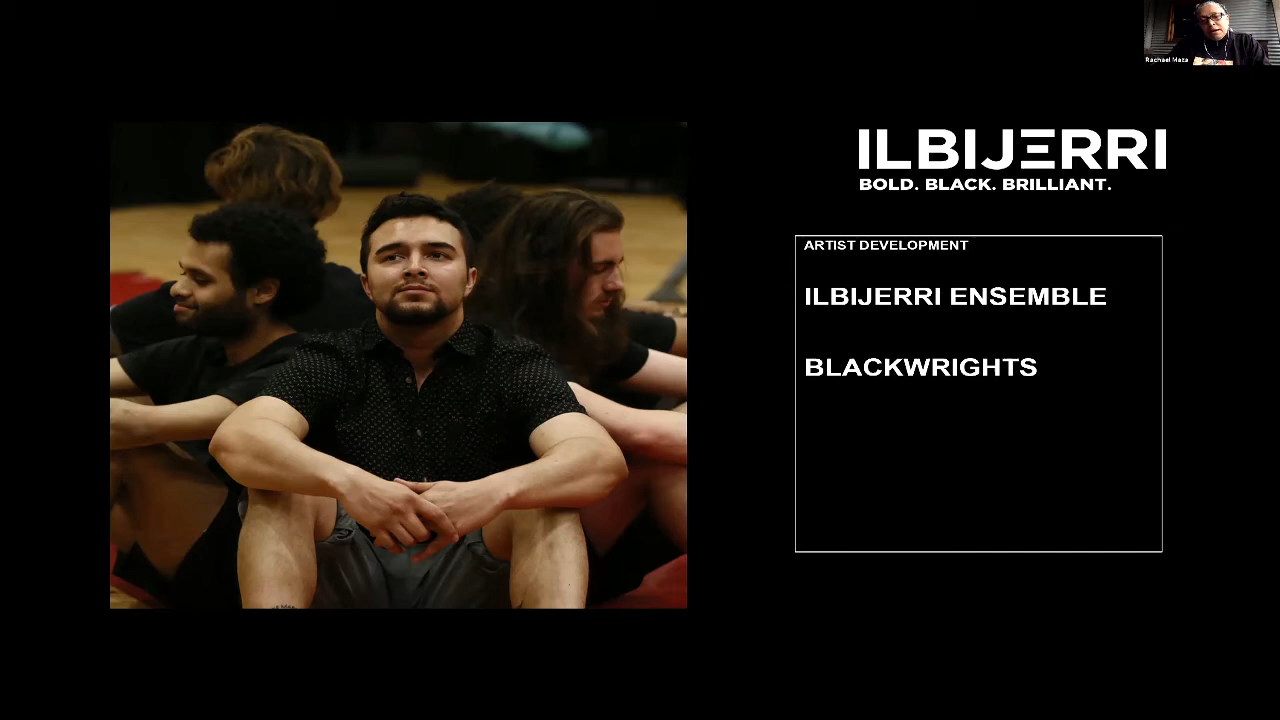 Rachael Maza
ILBIJERRI
BOLD. BLACK. BRILLIANT.
ARTIST DEVELOPMENT
ILBIJERRI ENSEMBLE
BLACKWRIGHTS